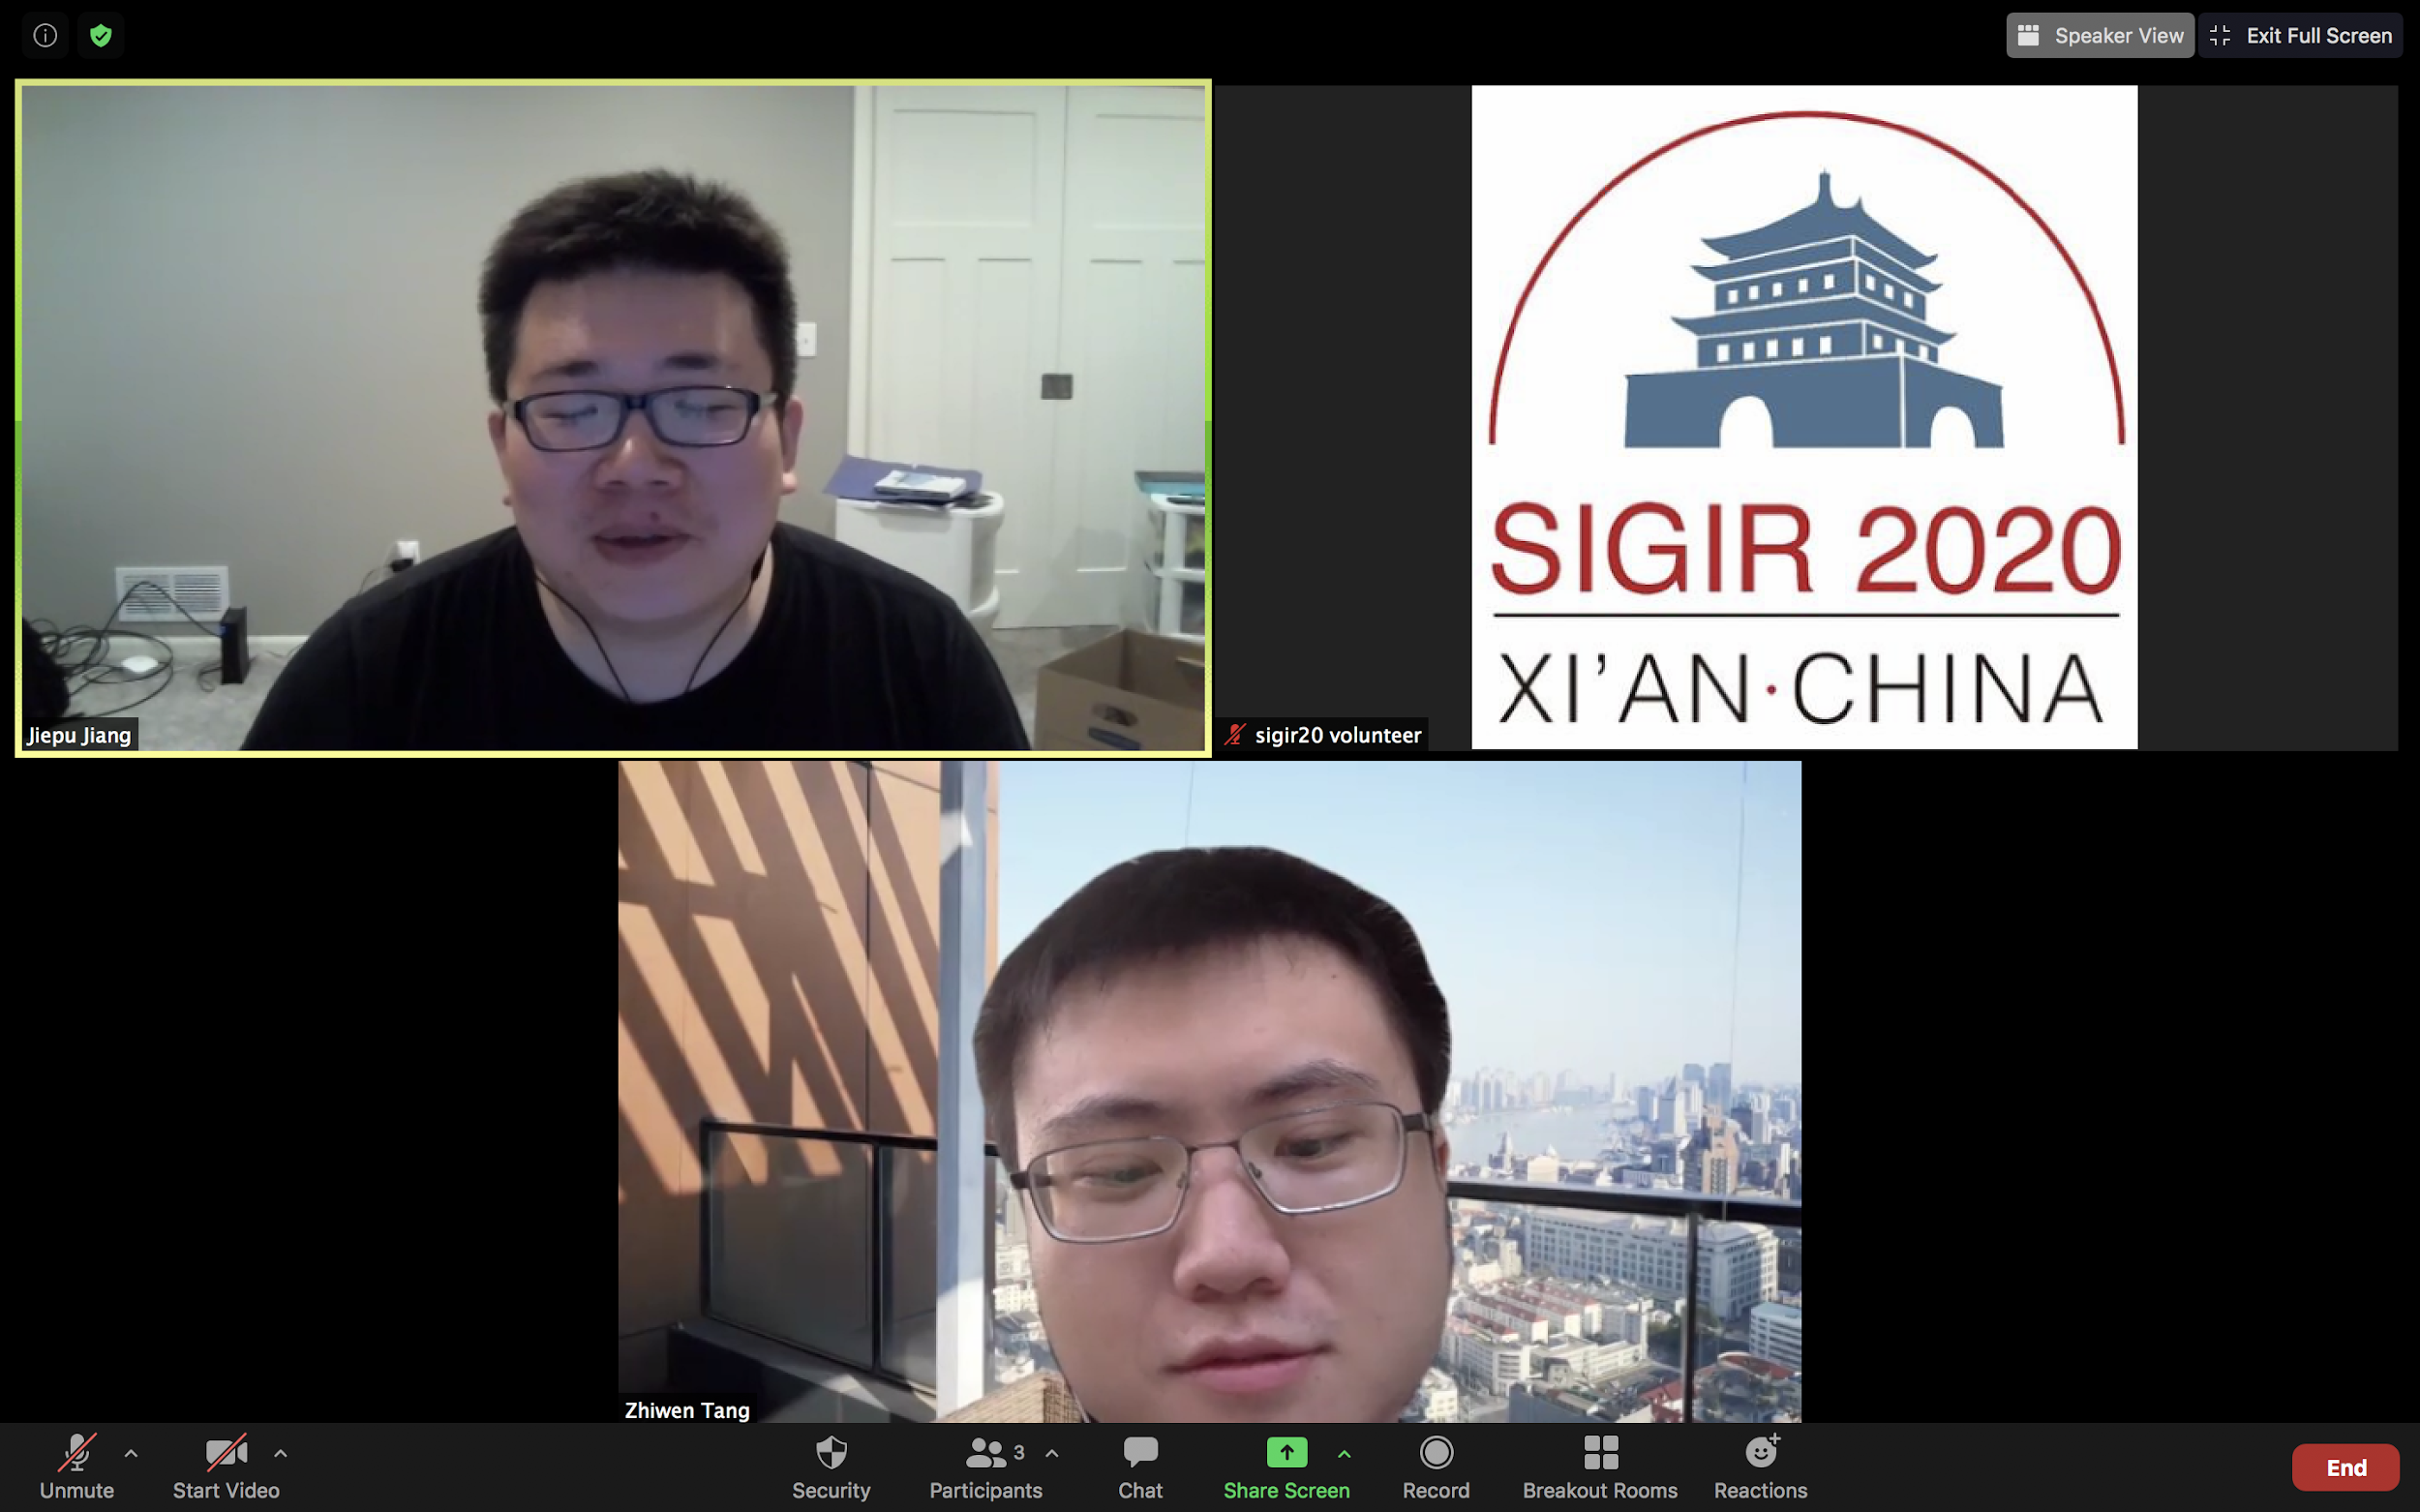 Speaker View
Exit Full Screen
SIGIR 2020
XI'AN·CHINA
Jiepu Jiang
sigir20 volunteer
Zhiwen Tang
Unmute
Start Video
Security
Participants
3
Chat
Share Screen
Record
Breakout Rooms
Reactions
End